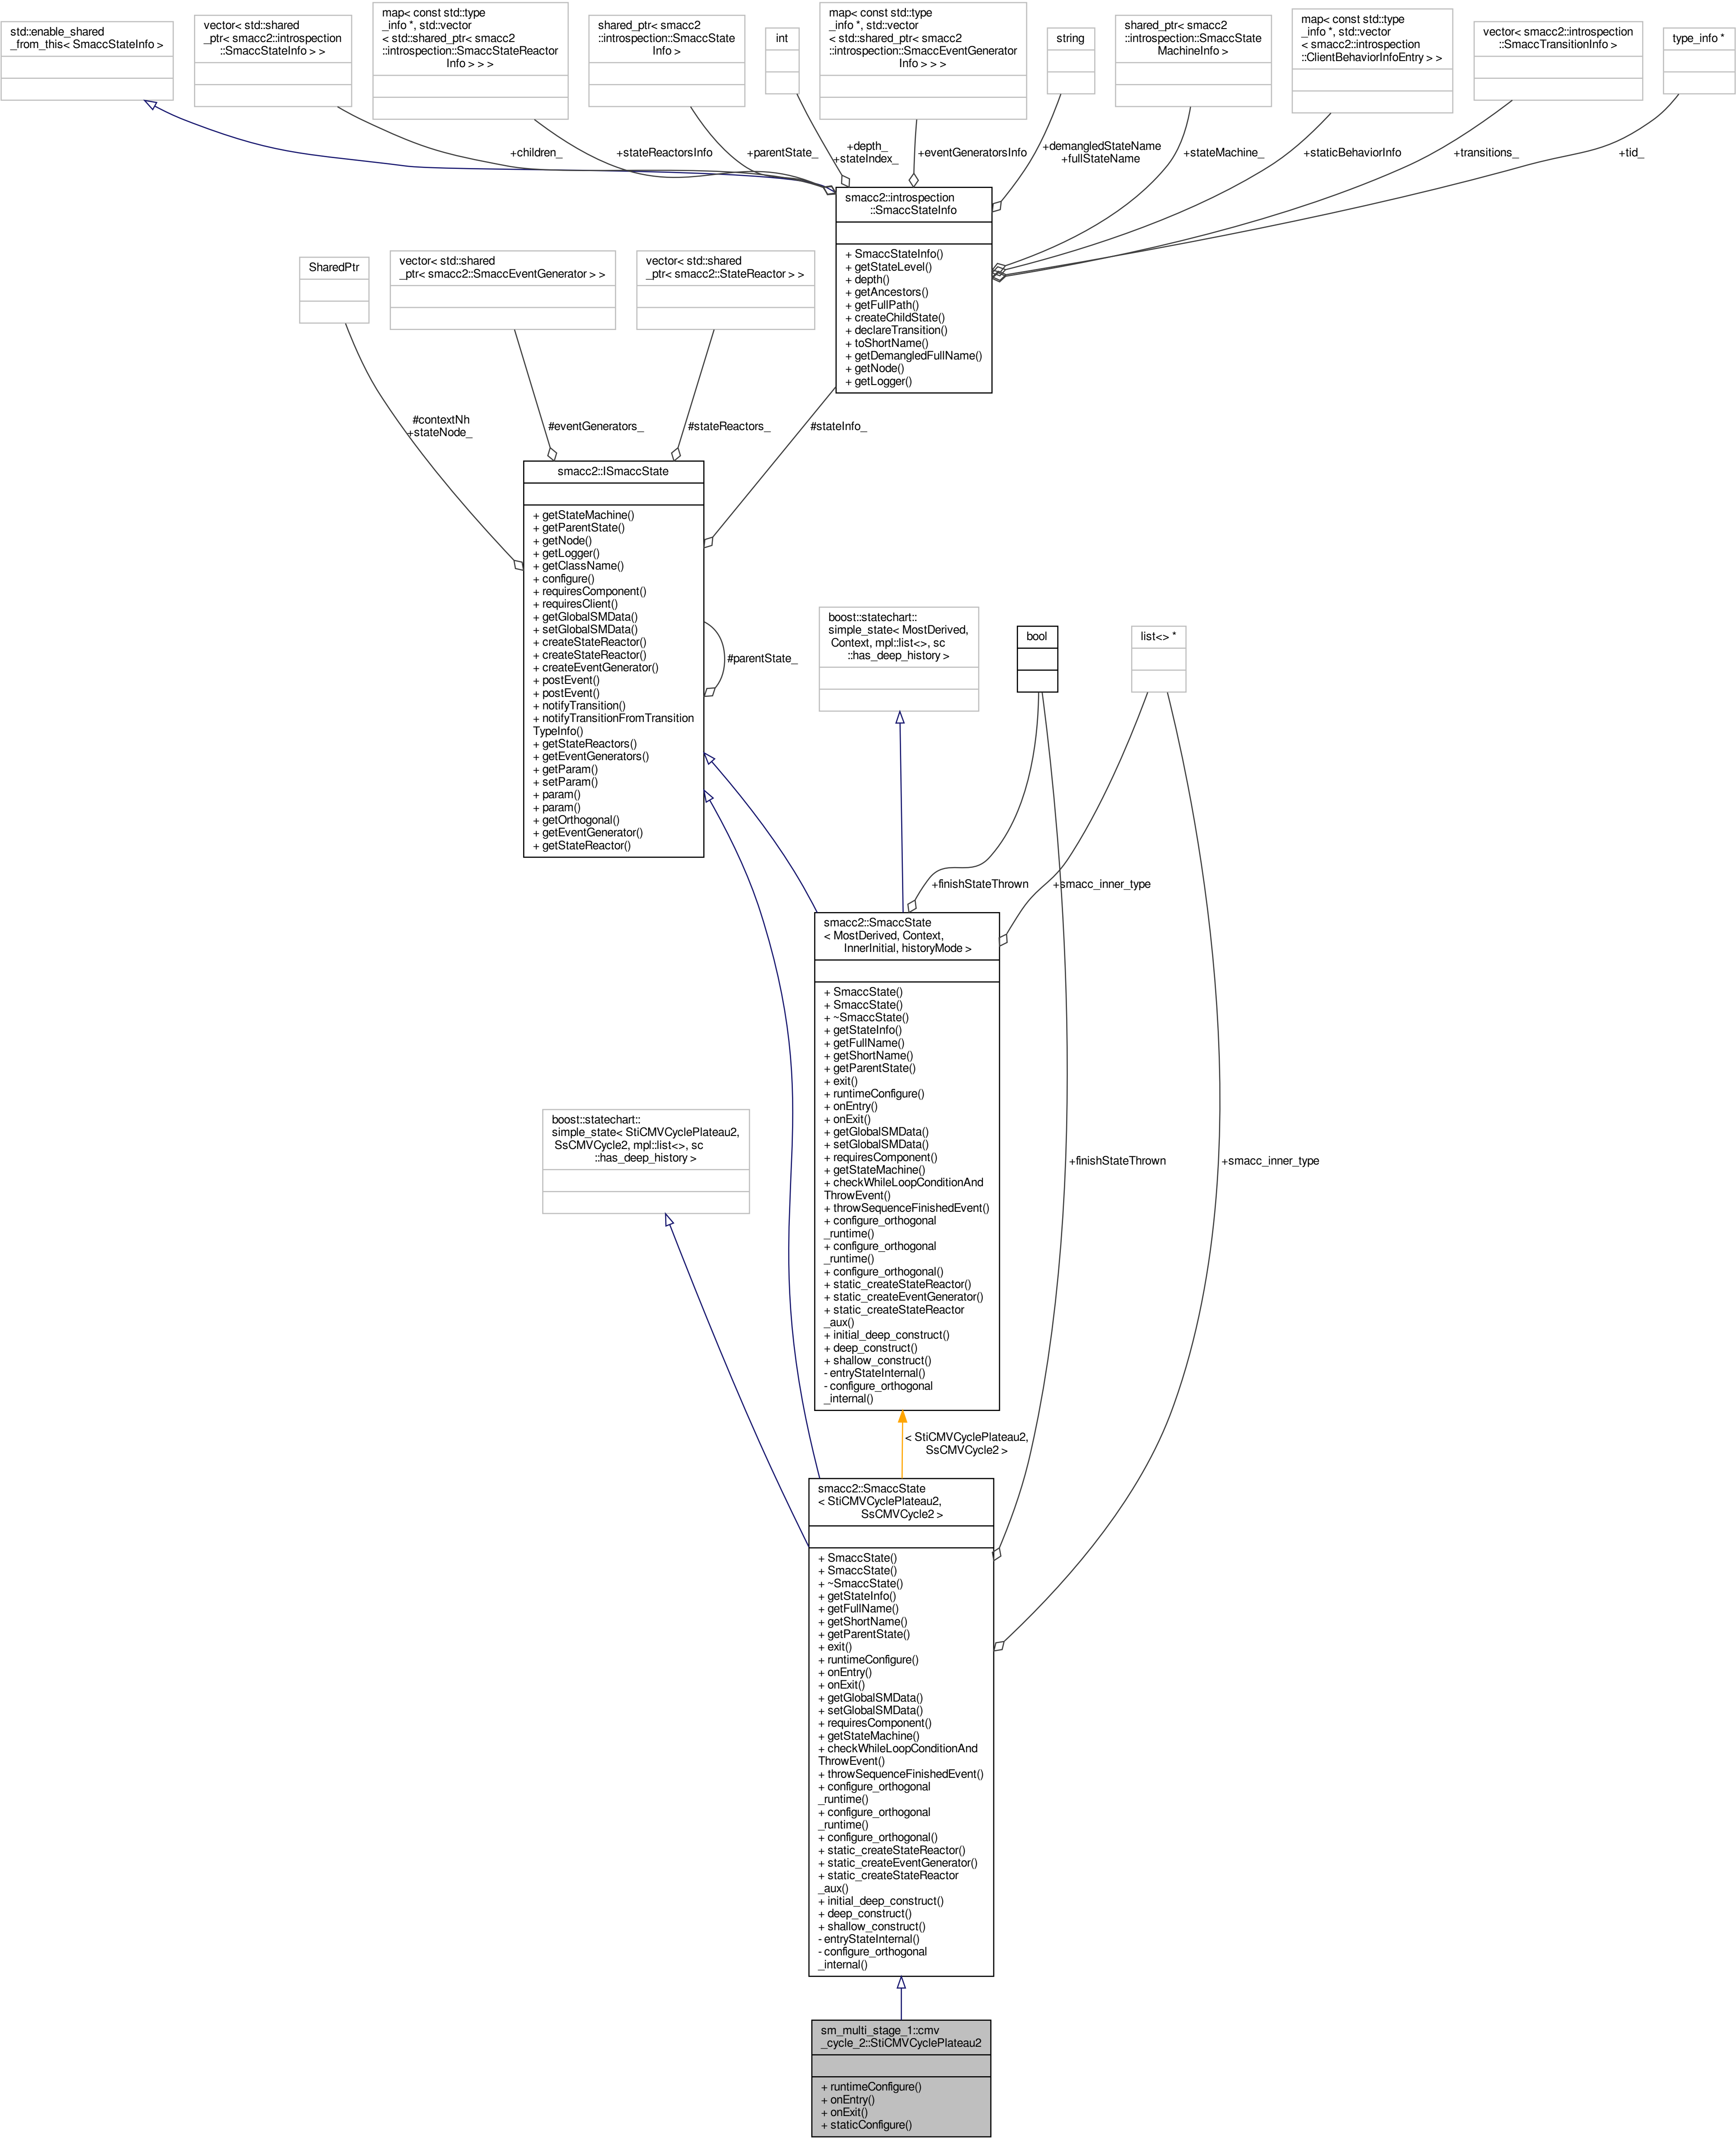 std::enable_shared
_from_this< SmaccStateInfo >
vector< std::shared
_ptr< smacc2::introspection
::SmaccStateInfo > >
map< const std::type
_info *, std::vector
< std::shared_ptr< smacc2
::introspection::SmaccStateReactor
Info > > >
shared_ptr< smacc2
::introspection::SmaccState
Info >
int
map< const std::type
_info *, std::vector
< std::shared_ptr< smacc2
::introspection::SmaccEventGenerator
Info > > >
string
shared_ptr< smacc2
::introspection::SmaccState
MachineInfo >
map< const std::type
_info *, std::vector
< smacc2::introspection
::ClientBehaviorInfoEntry > >
vector< smacc2::introspection
::SmaccTransitionInfo >
type_info *
+children_
+stateReactorsInfo
+parentState_
+depth_
+stateIndex_
+eventGeneratorsInfo
+demangledStateName
+fullStateName
+stateMachine_
+staticBehaviorInfo
+transitions_
+tid_
smacc2::introspection
::SmaccStateInfo
+ SmaccStateInfo()
+ getStateLevel()
+ depth()
+ getAncestors()
+ getFullPath()
+ createChildState()
+ declareTransition()
+ toShortName()
+ getDemangledFullName()
+ getNode()
+ getLogger()
SharedPtr
vector< std::shared
_ptr< smacc2::SmaccEventGenerator > >
vector< std::shared
_ptr< smacc2::StateReactor > >
#contextNh
+stateNode_
#eventGenerators_
#stateReactors_
#stateInfo_
smacc2::ISmaccState
+ getStateMachine()
+ getParentState()
+ getNode()
+ getLogger()
+ getClassName()
+ configure()
+ requiresComponent()
+ requiresClient()
+ getGlobalSMData()
+ setGlobalSMData()
+ createStateReactor()
+ createStateReactor()
+ createEventGenerator()
+ postEvent()
+ postEvent()
+ notifyTransition()
+ notifyTransitionFromTransition
TypeInfo()
+ getStateReactors()
+ getEventGenerators()
+ getParam()
+ setParam()
+ param()
+ param()
+ getOrthogonal()
+ getEventGenerator()
+ getStateReactor()
#parentState_
boost::statechart::
simple_state< MostDerived,
Context, mpl::list<>, sc
::has_deep_history >
bool
list<> *
+finishStateThrown
+smacc_inner_type
smacc2::SmaccState
< MostDerived, Context,
InnerInitial, historyMode >
+ SmaccState()
+ SmaccState()
+ ~SmaccState()
+ getStateInfo()
+ getFullName()
+ getShortName()
+ getParentState()
+ exit()
+ runtimeConfigure()
+ onEntry()
+ onExit()
+ getGlobalSMData()
+ setGlobalSMData()
+ requiresComponent()
+ getStateMachine()
+ checkWhileLoopConditionAnd
ThrowEvent()
+ throwSequenceFinishedEvent()
+ configure_orthogonal
_runtime()
+ configure_orthogonal
_runtime()
+ configure_orthogonal()
+ static_createStateReactor()
+ static_createEventGenerator()
+ static_createStateReactor
_aux()
+ initial_deep_construct()
+ deep_construct()
+ shallow_construct()
- entryStateInternal()
- configure_orthogonal
_internal()
boost::statechart::
simple_state< StiCMVCyclePlateau2,
SsCMVCycle2, mpl::list<>, sc
::has_deep_history >
+finishStateThrown
+smacc_inner_type
< StiCMVCyclePlateau2,
SsCMVCycle2 >
smacc2::SmaccState
< StiCMVCyclePlateau2,
SsCMVCycle2 >
+ SmaccState()
+ SmaccState()
+ ~SmaccState()
+ getStateInfo()
+ getFullName()
+ getShortName()
+ getParentState()
+ exit()
+ runtimeConfigure()
+ onEntry()
+ onExit()
+ getGlobalSMData()
+ setGlobalSMData()
+ requiresComponent()
+ getStateMachine()
+ checkWhileLoopConditionAnd
ThrowEvent()
+ throwSequenceFinishedEvent()
+ configure_orthogonal
_runtime()
+ configure_orthogonal
_runtime()
+ configure_orthogonal()
+ static_createStateReactor()
+ static_createEventGenerator()
+ static_createStateReactor
_aux()
+ initial_deep_construct()
+ deep_construct()
+ shallow_construct()
- entryStateInternal()
- configure_orthogonal
_internal()
sm_multi_stage_1::cmv
_cycle_2::StiCMVCyclePlateau2
+ runtimeConfigure()
+ onEntry()
+ onExit()
+ staticConfigure()